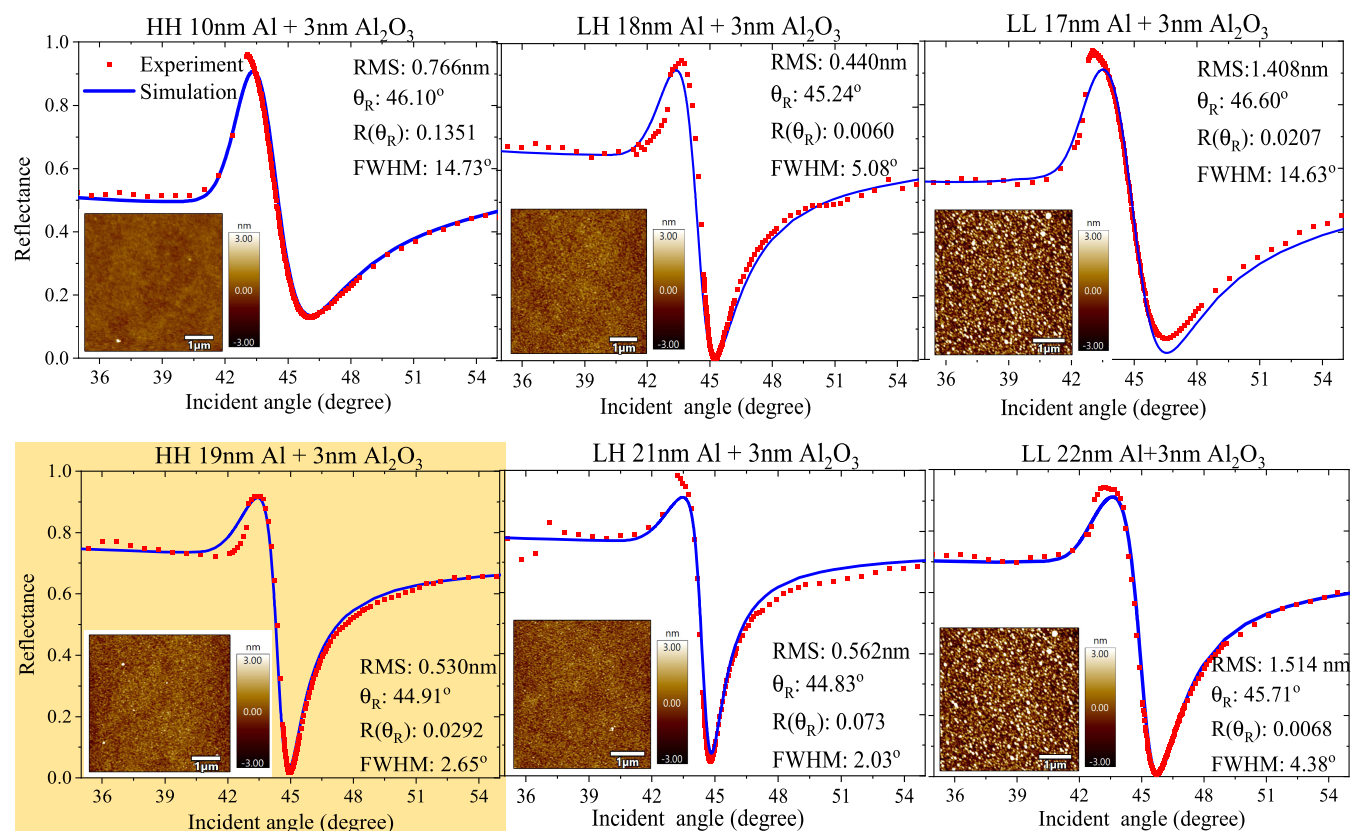 HH 10nm Al + 3nm Al₂O₃
1.0
0.8
0.6
0.4
0.2
0.0
Reflectance
Experiment
Simulation
RMS: 0.766nm
θR: 46.10°
R(θR): 0.1351
FWHM: 14.73°
nm
3.00
0.00
-3.00
1μm
36 39 42 45 48 51 54
Incident angle (degree)
LH 18nm Al + 3nm Al₂O₃
RMS: 0.440nm
θR: 45.24°
R(θR): 0.0060
FWHM: 5.08°
nm
3.00
0.00
-3.00
1μm
36 39 42 45 48 51 54
Incident angle (degree)
LL 17nm Al + 3nm Al₂O₃
RMS:1.408nm
θR: 46.60°
R(θR): 0.0207
FWHM: 14.63°
nm
3.00
0.00
-3.00
1μm
36 39 42 45 48 51 54
Incident angle (degree)
HH 19nm Al + 3nm Al₂O₃
1.0
0.8
0.6
0.4
0.2
0.0
Reflectance
RMS: 0.530nm
θR: 44.91°
R(θR): 0.0292
FWHM: 2.65°
nm
3.00
0.00
-3.00
1μm
36 39 42 45 48 51 54
Incident angle (degree)
LH 21nm Al + 3nm Al₂O₃
RMS: 0.562nm
θR: 44.83°
R(θR): 0.073
FWHM: 2.03°
nm
3.00
0.00
-3.00
1μm
36 39 42 45 48 51 54
Incident angle (degree)
LL 22nm Al+3nm Al₂O₃
RMS: 1.514 nm
θR: 45.71°
R(θR): 0.0068
FWHM: 4.38°
nm
3.00
0.00
-3.00
1μm
36 39 42 45 48 51 54
Incident angle (degree)